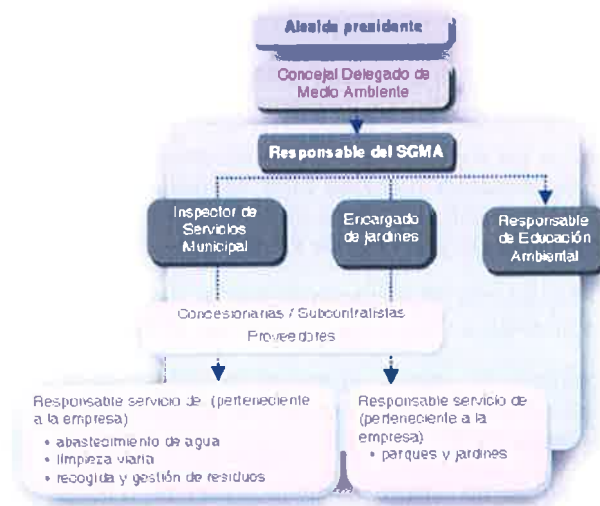 Alcalde presidente
Concejal Delegado de
Medio Ambiente
Responsable del SGMA
Inspector de
Servicios
Municipal
Encargado
de jardines
Responsable
de Educación
Ambiental
Concesionarias / Subcontratistas
Proveedores
Responsable servicio de (perteneciente
a la empresa)
• abastecimiento de agua
• limpieza viaria
• recogida y gestión de residuos
Responsable servicio de
(perteneciente a la
empresa)
• parques y jardines